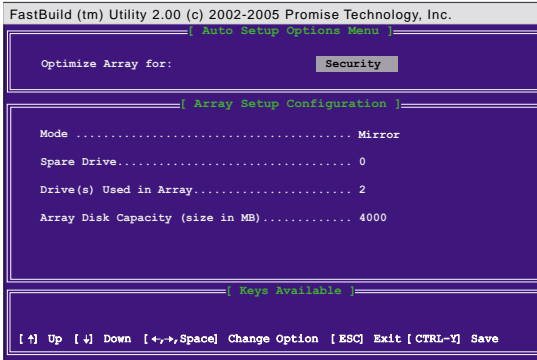 FastBuild (tm) Utility 2.00 (c) 2002-2005 Promise Technology, Inc.
[ Auto Setup Options Menu ]
Optimize Array for: Security
[ Array Setup Configuration ]
Mode ..................................... Mirror
Spare Drive................................ 0
Drive(s) Used in Array..................... 2
Array Disk Capacity (size in MB)............. 4000
[ Keys Available ]
[↑] Up [↓] Down [←,→,Space] Change Option [ESC] Exit [CTRL-Y] Save